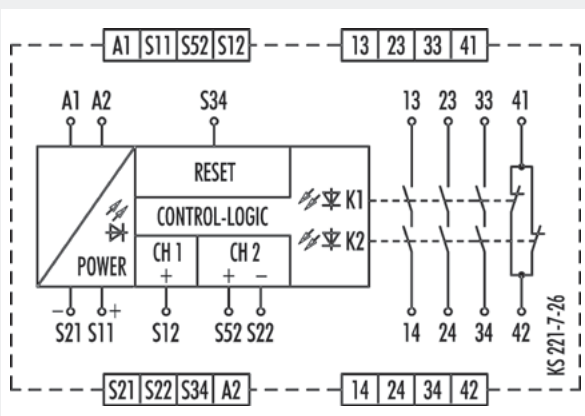 A1 S11 S52 S12 13 23 33 41
A1 A2 S34 13 23 33 41
RESET
K1
CONTROL-LOGIC
K2
CH 1 CH 2
POWER + + −
− + 
S21 S11 S12 S52 S22 14 24 34 42
KS 221-7-26
S21 S22 S34 A2 14 24 34 42